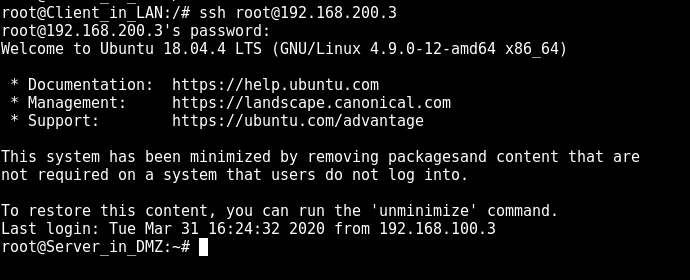 root@Client_in_LAN:/# ssh root@192.168.200.3
root@192.168.200.3's password:
Welcome to Ubuntu 18.04.4 LTS (GNU/Linux 4.9.0-12-amd64 x86_64)
* Documentation:  https://help.ubuntu.com
* Management:     https://landscape.canonical.com
* Support:        https://ubuntu.com/advantage
This system has been minimized by removing packagesand content that are
not required on a system that users do not log into.
To restore this content, you can run the 'unminimize' command.
Last login: Tue Mar 31 16:24:32 2020 from 192.168.100.3
root@Server_in_DMZ:~#